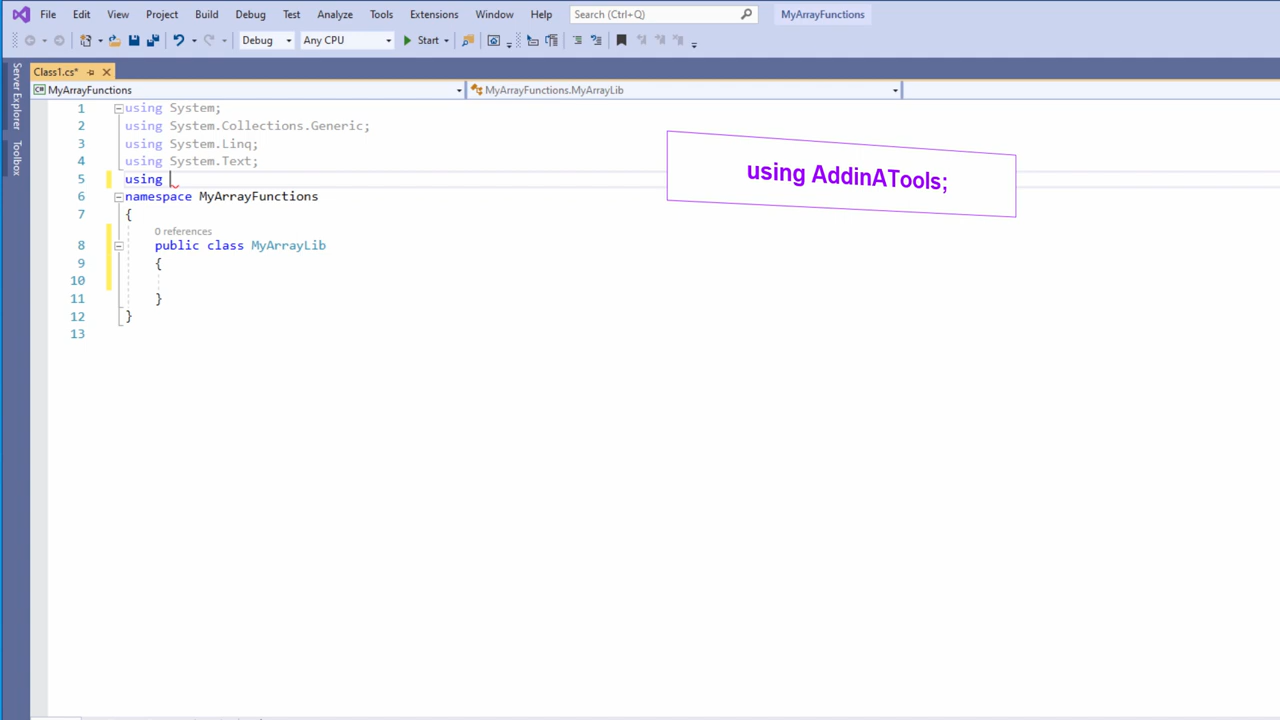 File Edit View Project Build Debug Test Analyze Tools Extensions Window Help Search (Ctrl+Q) MyArrayFunctions
Debug Any CPU Start
Class1.cs*
MyArrayFunctions MyArrayFunctions.MyArrayLib
Server Explorer
Toolbox
1 using System;
2 using System.Collections.Generic;
3 using System.Linq;
4 using System.Text;
5 using
6 namespace MyArrayFunctions
7 {
0 references
8 public class MyArrayLib
9 {
10
11 }
12 }
13
using AddinATools;